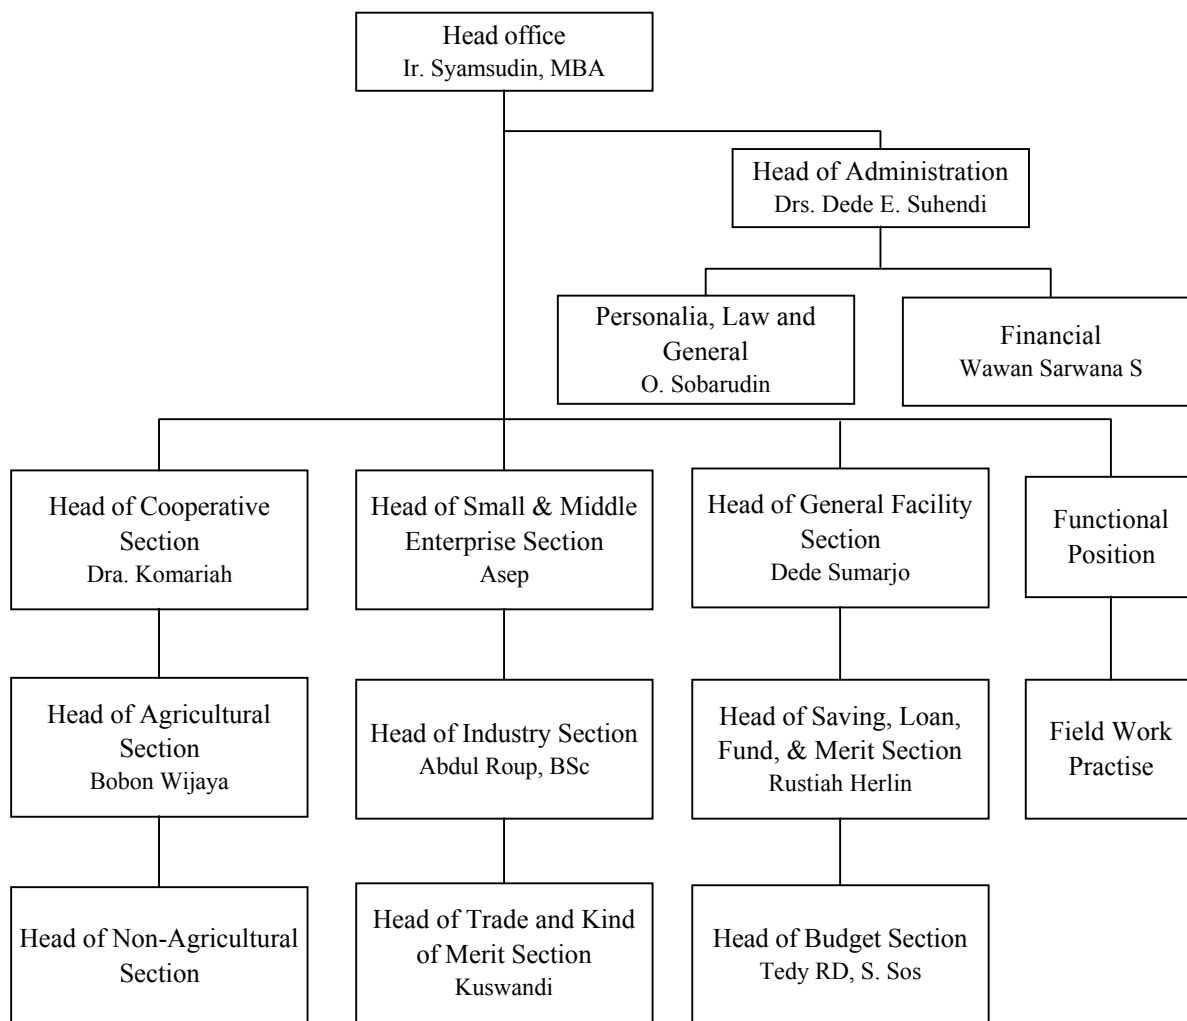 Head office
Ir. Syamsudin, MBA
Head of Administration
Drs. Dede E. Suhendi
Personalia, Law and
General
O. Sobarudin
Financial
Wawan Sarwana S
Head of Cooperative
Section
Dra. Komariah
Head of Small & Middle
Enterprise Section
Asep
Head of General Facility
Section
Dede Sumarjo
Functional
Position
Head of Agricultural
Section
Bobon Wijaya
Head of Industry Section
Abdul Roup, BSc
Head of Saving, Loan,
Fund, & Merit Section
Rustiah Herlin
Field Work
Practise
Head of Non-Agricultural
Section
Head of Trade and Kind
of Merit Section
Kuswandi
Head of Budget Section
Tedy RD, S. Sos